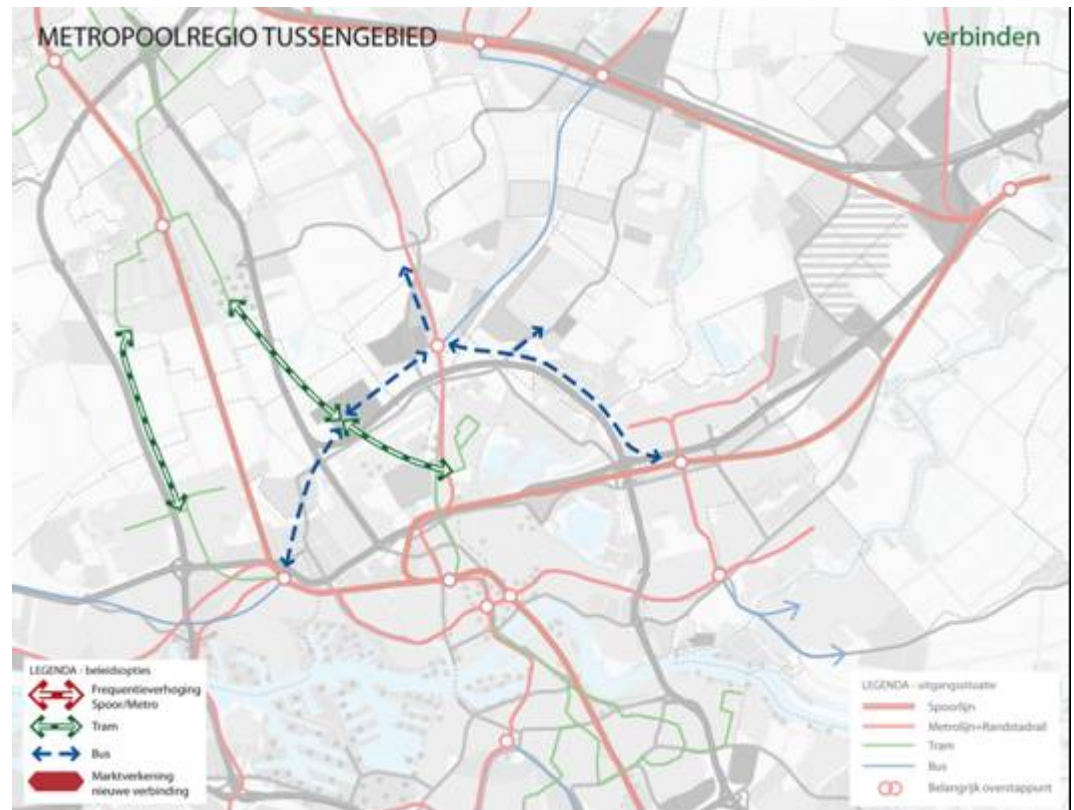 METROPOOLREGIO TUSSENGEBIED
verbinden
LEGENDA - beleidsopties
Frequentieverhoging
Spoor/Metro
Tram
Bus
Marktverkening
nieuwe verbinding
LEGENDA - uitgangssituatie
Spoorlijn
Metrolijn+Randstadrail
Tram
Bus
Belangrijk overstappunt